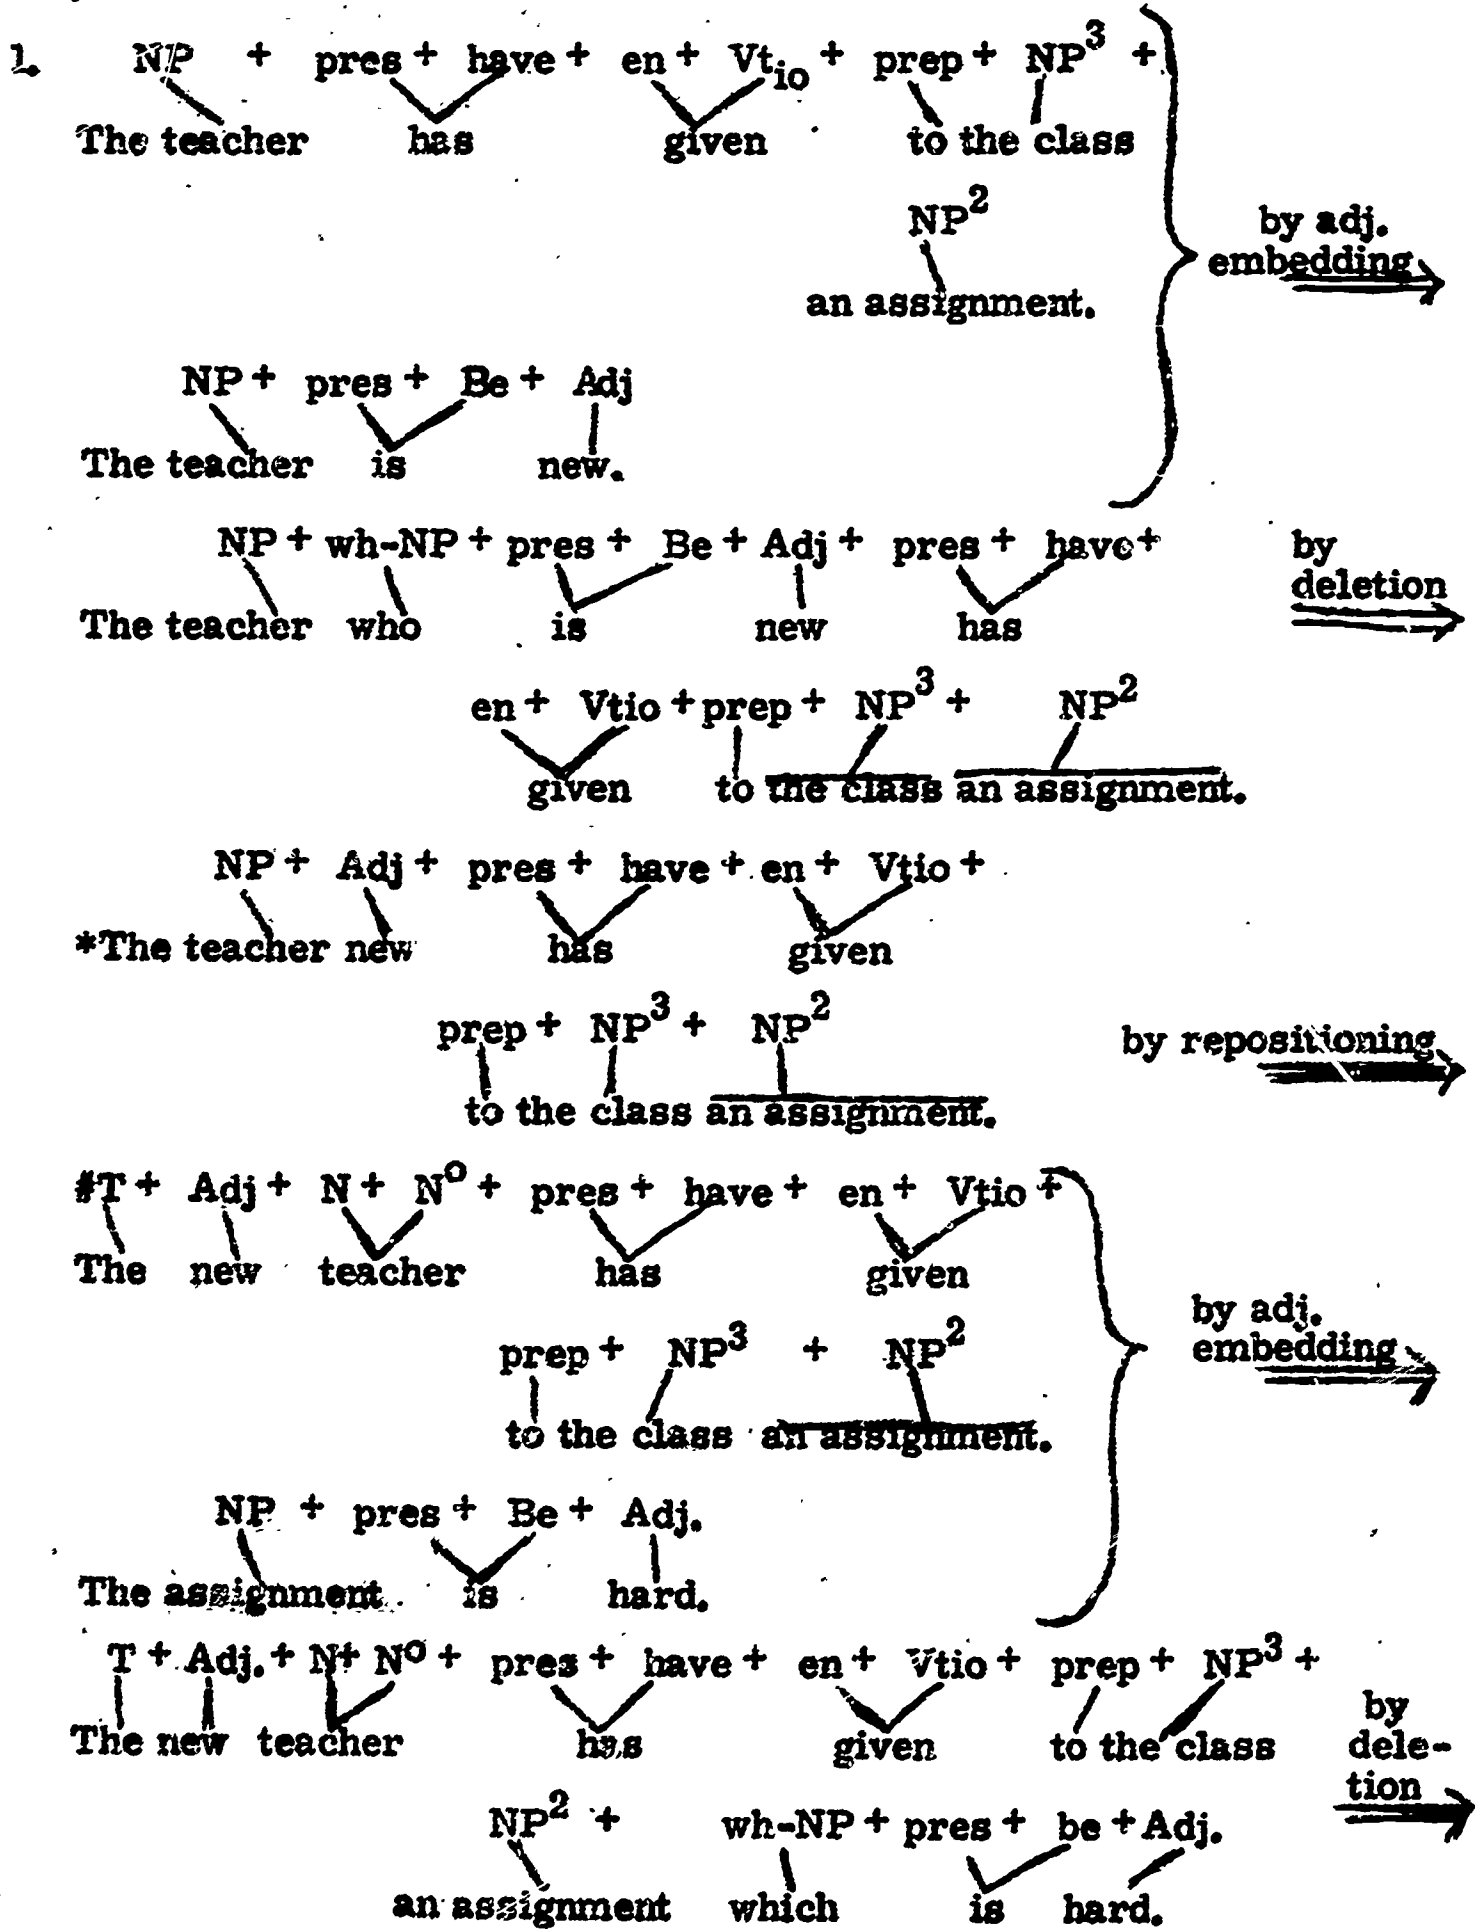 1. NP + pres + have + en + Vt_io + prep + NP³ +
The teacher has given to the class
NP²
by adj.
embedding
an assignment.
NP + pres + Be + Adj
The teacher is new.
NP + wh-NP + pres + Be + Adj + pres + have +
by
deletion
The teacher who is new has
en + Vtio + prep + NP³ + NP²
given to the class an assignment.
NP + Adj + pres + have + en + Vtio +
*The teacher new has given
prep + NP³ + NP²
by repositioning
to the class an assignment.
#T + Adj + N + N⁰ + pres + have + en + Vtio +
The new teacher has given
by adj.
embedding
prep + NP³ + NP²
to the class an assignment.
NP + pres + Be + Adj.
The assignment is hard.
T + Adj. + N + N⁰ + pres + have + en + Vtio + prep + NP³ +
The new teacher has given to the class
by
dele-
tion
NP² + wh-NP + pres + be + Adj.
an assignment which is hard.